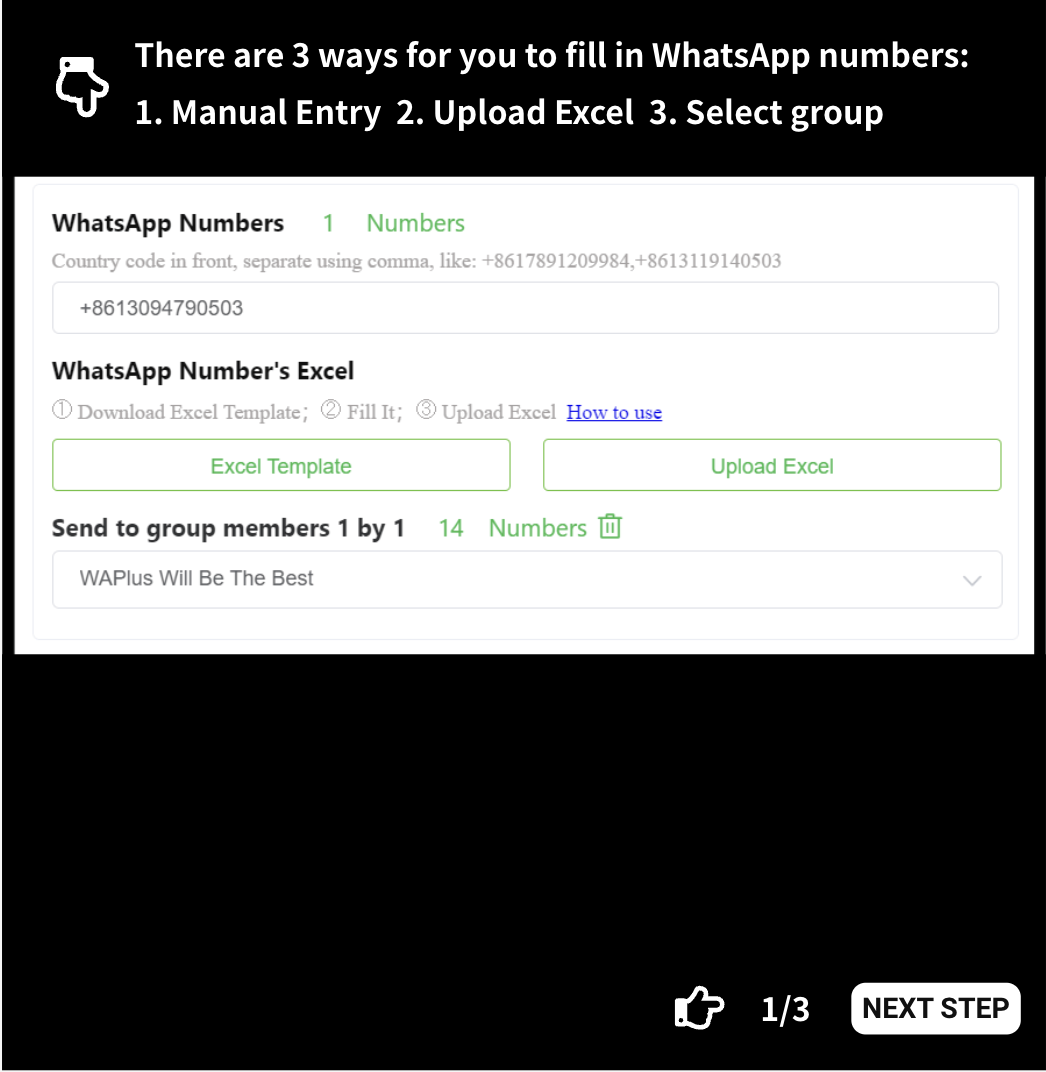 There are 3 ways for you to fill in WhatsApp numbers:
1. Manual Entry 2. Upload Excel 3. Select group
WhatsApp Numbers 1 Numbers
Country code in front, separate using comma, like: +8617891209984,+8613119140503
+8613094790503
WhatsApp Number's Excel
① Download Excel Template; ② Fill It; ③ Upload Excel How to use
Excel Template Upload Excel
Send to group members 1 by 1 14 Numbers
WAPlus Will Be The Best
1/3 NEXT STEP